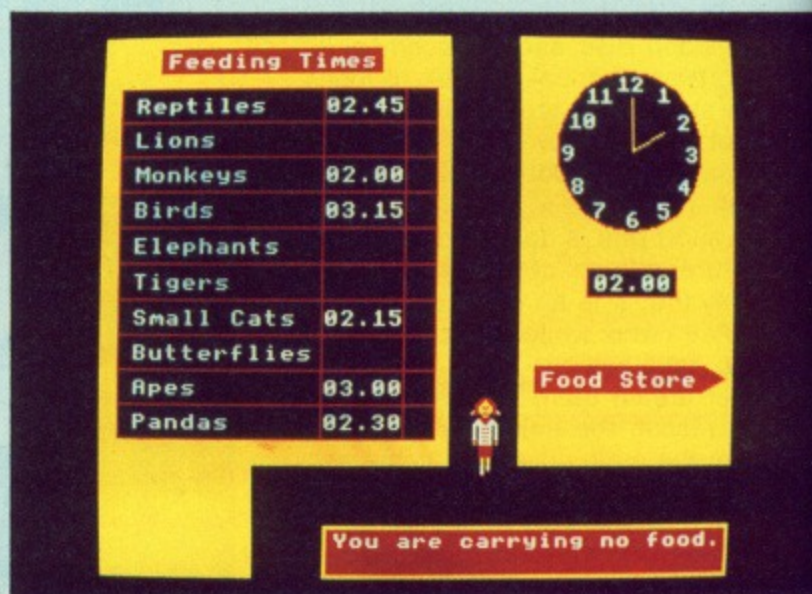 Feeding Times
Reptiles 02.45
Lions
Monkeys 02.00
Birds 03.15
Elephants
Tigers
Small Cats 02.15
Butterflies
Apes 03.00
Pandas 02.30
12
11 1
10 2
9 3
8 4
7 5
6
02.00
Food Store
You are carrying no food.